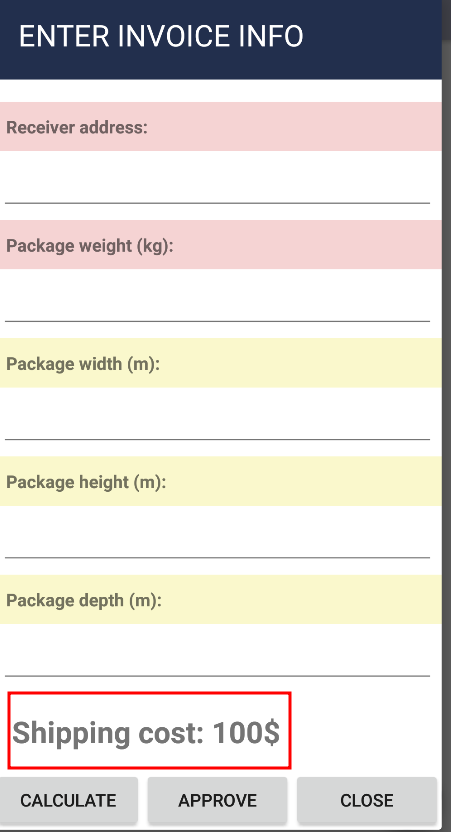 ENTER INVOICE INFO
Receiver address:
Package weight (kg):
Package width (m):
Package height (m):
Package depth (m):
Shipping cost: 100$
CALCULATE APPROVE CLOSE